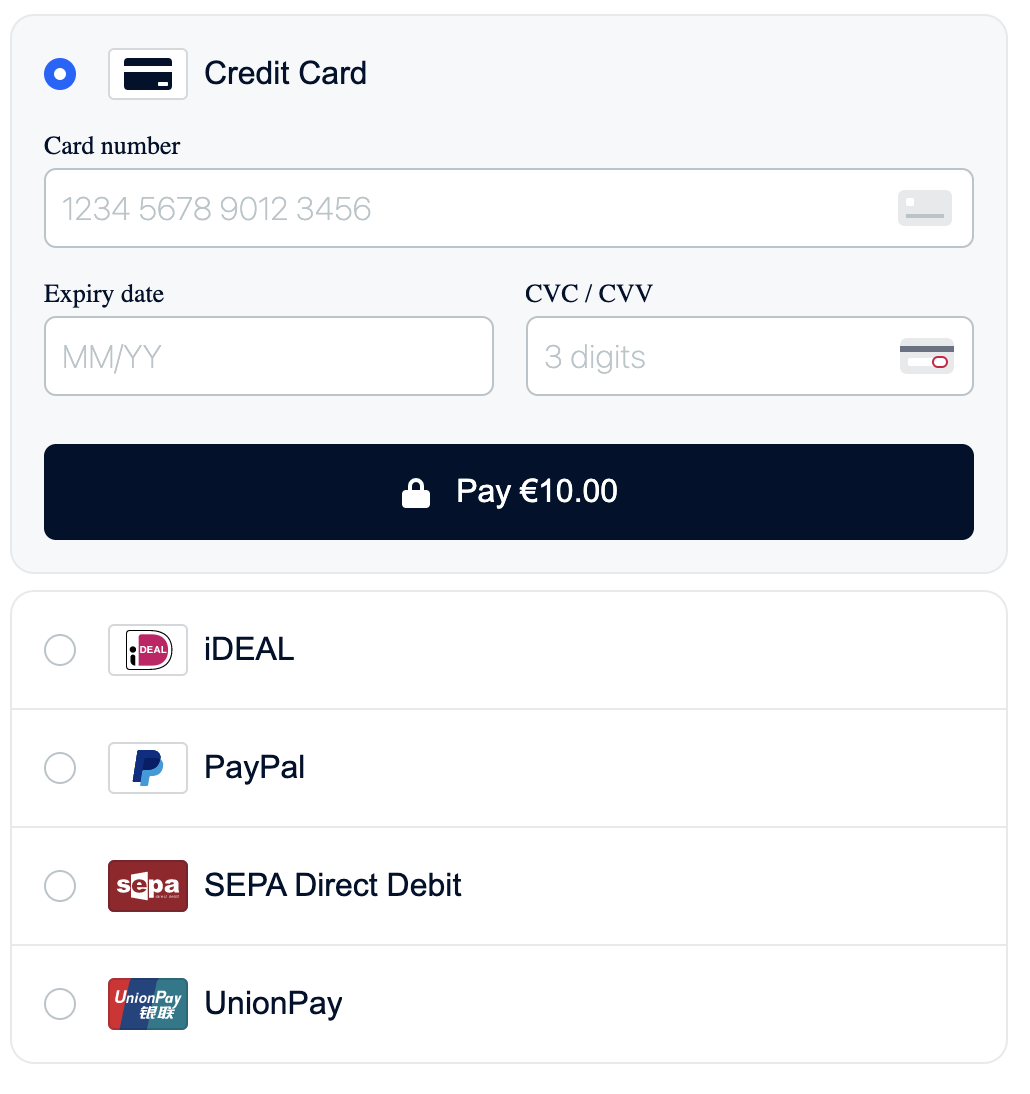 Credit Card
Card number
1234 5678 9012 3456
Expiry date
CVC / CVV
MM/YY
3 digits
Pay €10.00
iDEAL
iDEAL
PayPal
sepa
SEPA Direct Debit
UnionPay
银联
UnionPay